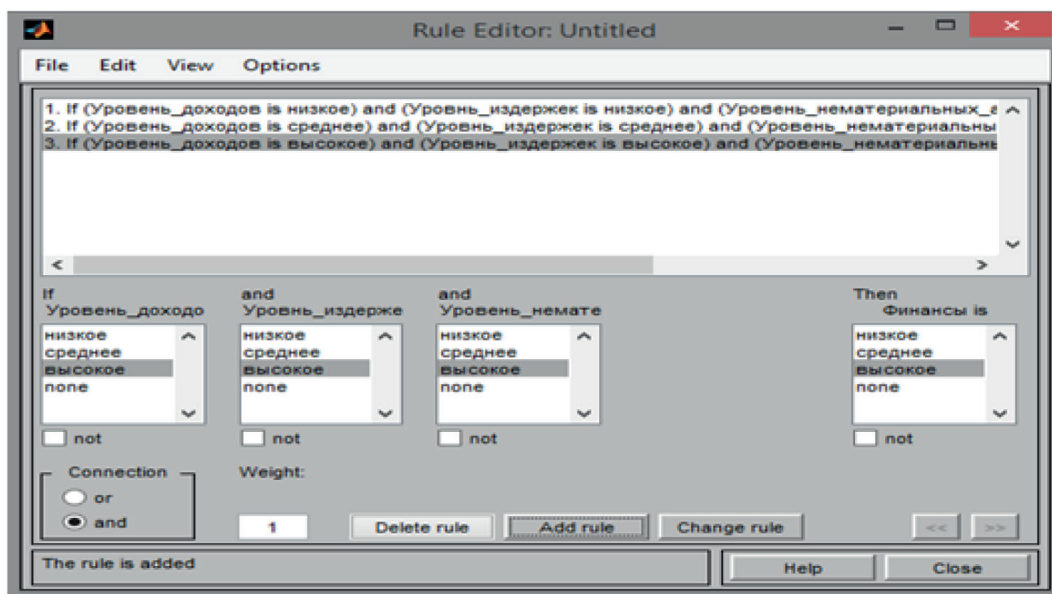 Rule Editor: Untitled
File Edit View Options
1. If (Уровень_доходов is низкое) and (Уровнь_издержек is низкое) and (Уровень_нематериальных_а
2. If (Уровень_доходов is среднее) and (Уровнь_издержек is среднее) and (Уровень_нематериальны
3. If (Уровень_доходов is высокое) and (Уровнь_издержек is высокое) and (Уровень_нематериальнь
If and and Then
Уровень_доходо Уровнь_издерже Уровень_немате Финансы is
низкое низкое низкое низкое
среднее среднее среднее среднее
высокое высокое высокое высокое
none none none none
not not not not
Connection Weight:
or
and 1 Delete rule Add rule Change rule << >>
The rule is added Help Close